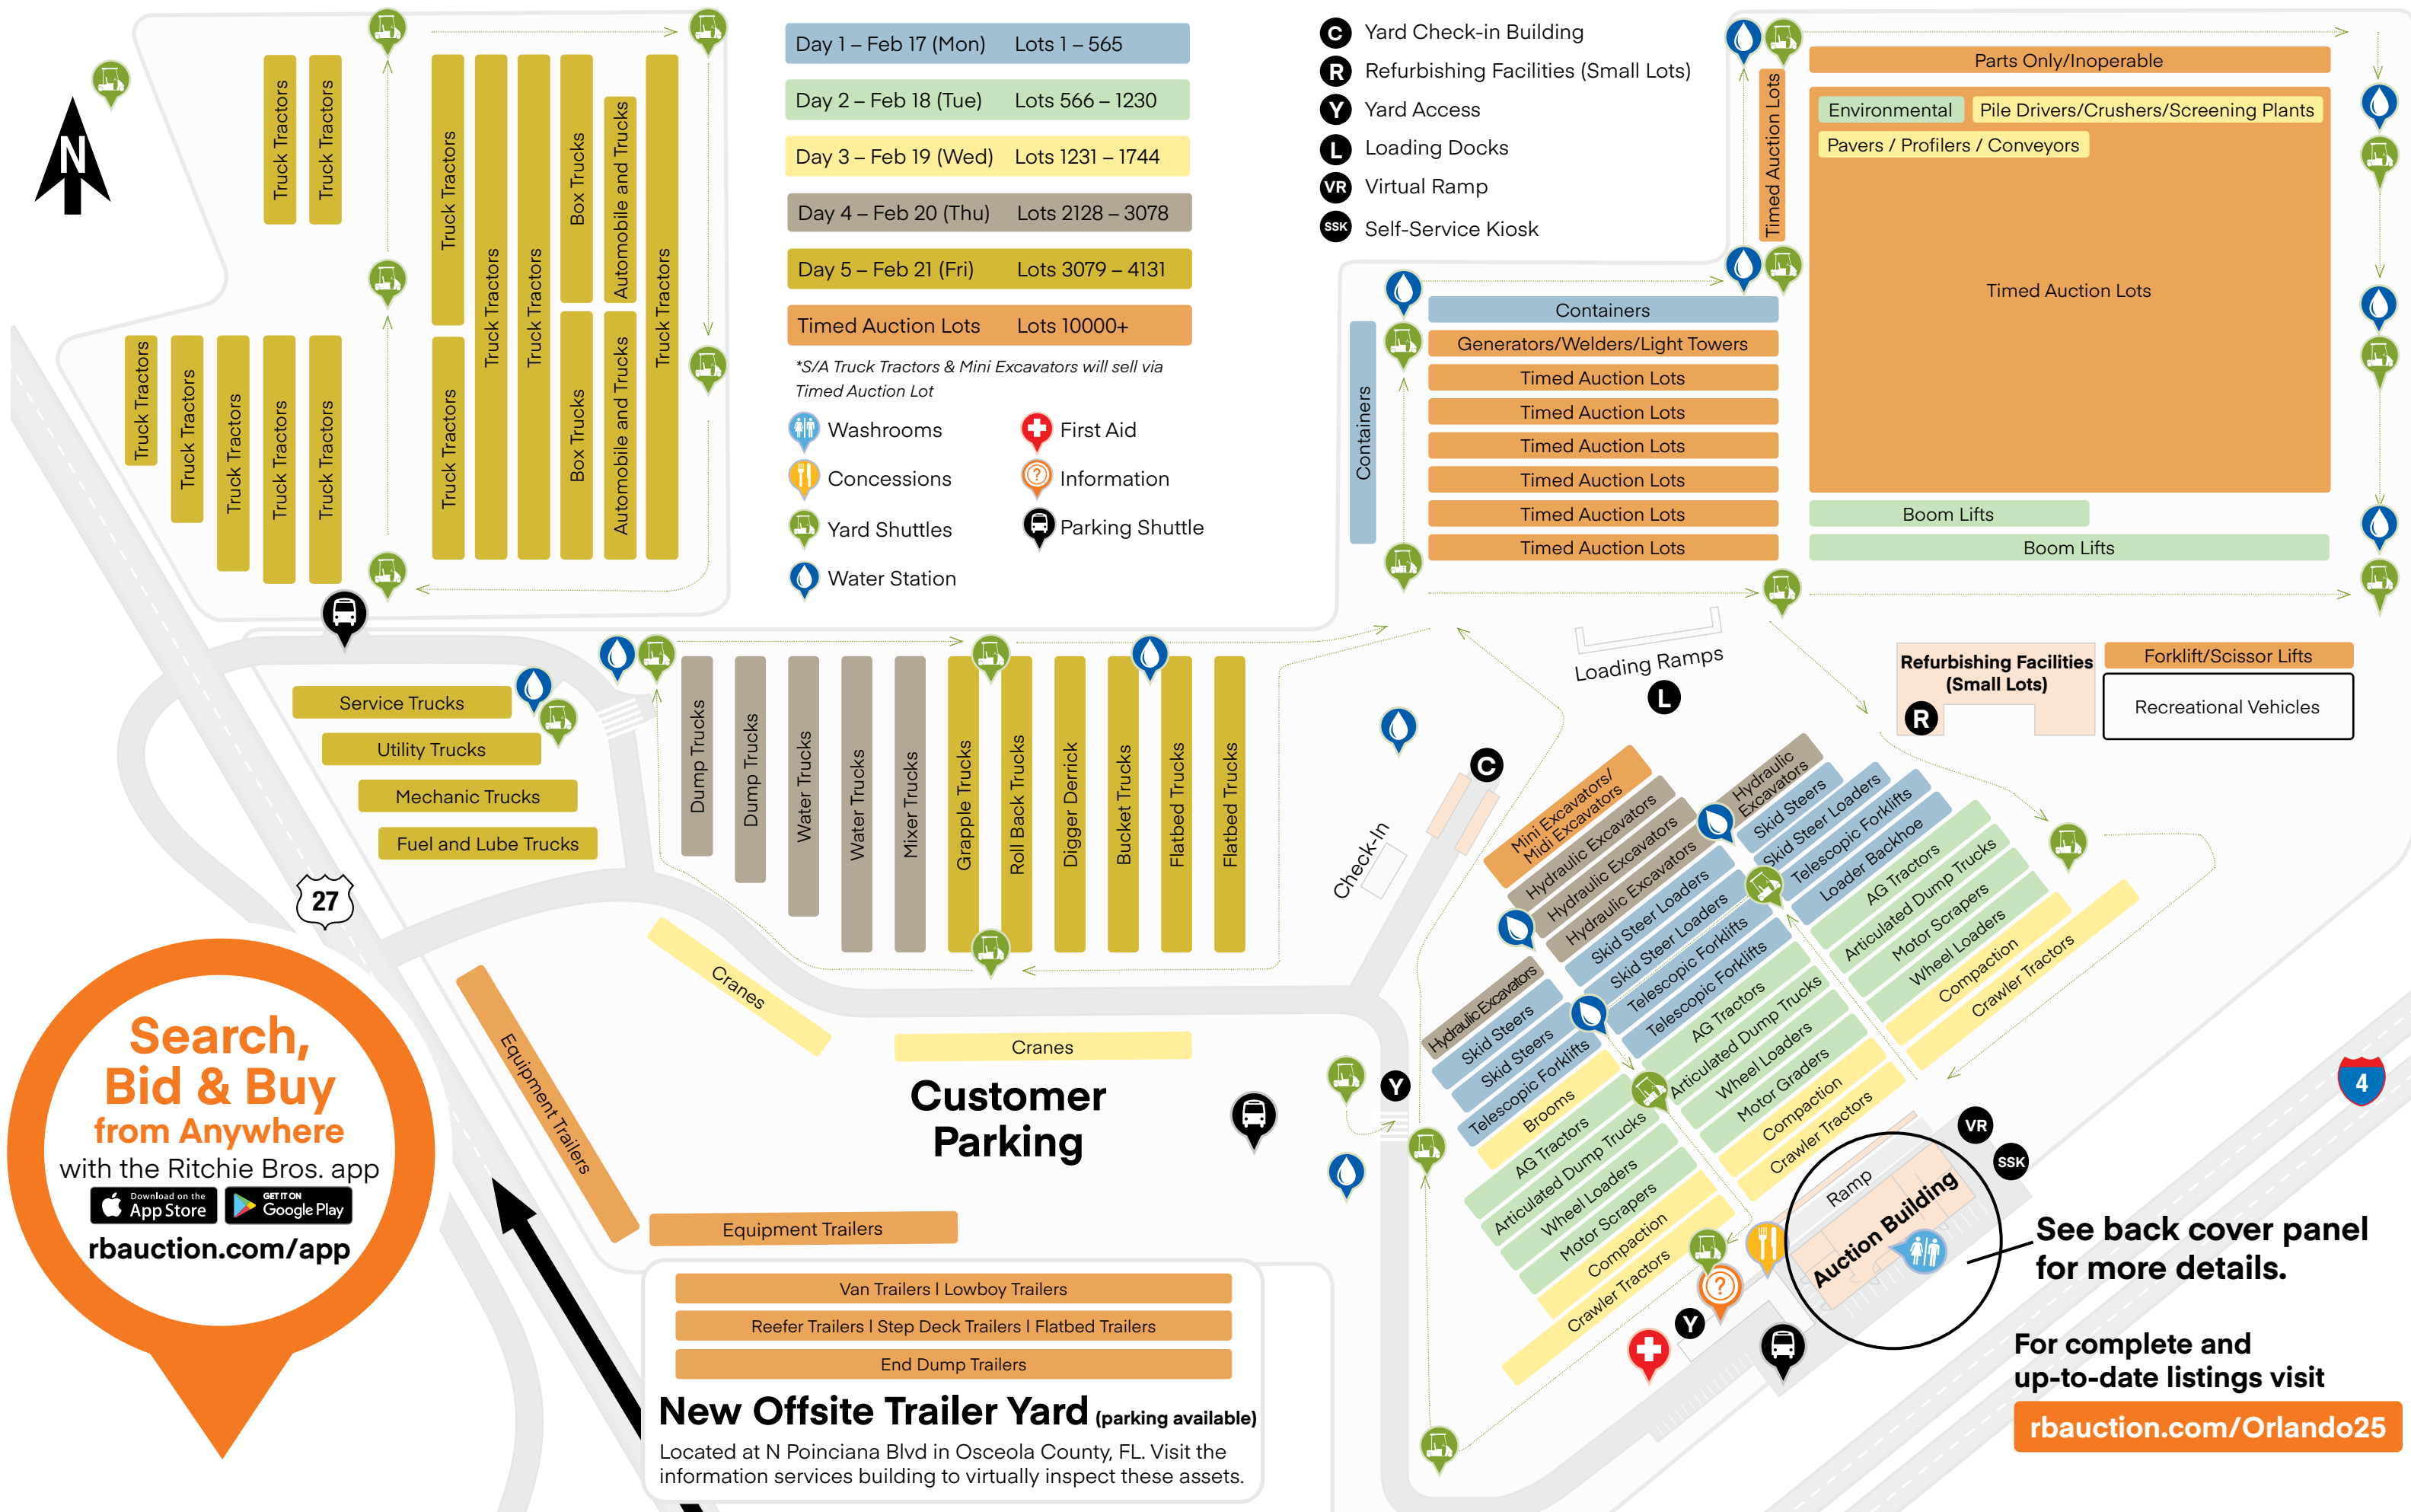 N
Truck Tractors
Truck Tractors
Truck Tractors
Truck Tractors
Truck Tractors
Box Trucks
Automobile and Trucks
Truck Tractors
Truck Tractors
Truck Tractors
Truck Tractors
Truck Tractors
Truck Tractors
Truck Tractors
Box Trucks
Automobile and Trucks
Day 1 – Feb 17 (Mon) Lots 1 – 565
Day 2 – Feb 18 (Tue) Lots 566 – 1230
Day 3 – Feb 19 (Wed) Lots 1231 – 1744
Day 4 – Feb 20 (Thu) Lots 2128 – 3078
Day 5 – Feb 21 (Fri) Lots 3079 – 4131
Timed Auction Lots Lots 10000+
*S/A Truck Tractors & Mini Excavators will sell via
Timed Auction Lot
Washrooms
First Aid
Concessions
? Information
Yard Shuttles
Parking Shuttle
Water Station
C Yard Check-in Building
R Refurbishing Facilities (Small Lots)
Y Yard Access
L Loading Docks
VR Virtual Ramp
SSK Self-Service Kiosk
Timed Auction Lots
Parts Only/Inoperable
Environmental
Pile Drivers/Crushers/Screening Plants
Pavers / Profilers / Conveyors
Timed Auction Lots
Containers
Containers
Generators/Welders/Light Towers
Timed Auction Lots
Timed Auction Lots
Timed Auction Lots
Timed Auction Lots
Timed Auction Lots
Timed Auction Lots
Boom Lifts
Boom Lifts
Loading Ramps
L
Refurbishing Facilities
(Small Lots)
R
Forklift/Scissor Lifts
Recreational Vehicles
Service Trucks
Utility Trucks
Mechanic Trucks
Fuel and Lube Trucks
Dump Trucks
Dump Trucks
Water Trucks
Water Trucks
Mixer Trucks
Grapple Trucks
Roll Back Trucks
Digger Derrick
Bucket Trucks
Flatbed Trucks
Flatbed Trucks
27
C
Check-In
Mini Excavators/
Midi Excavators
Hydraulic Excavators
Hydraulic Excavators
Hydraulic Excavators
Skid Steer Loaders
Skid Steer Loaders
Telescopic Forklifts
Telescopic Forklifts
AG Tractors
Articulated Dump Trucks
Wheel Loaders
Motor Graders
Compaction
Crawler Tractors
Hydraulic
Excavators
Skid Steers
Skid Steer Loaders
Telescopic Forklifts
Loader Backhoe
AG Tractors
Articulated Dump Trucks
Motor Scrapers
Wheel Loaders
Compaction
Crawler Tractors
Hydraulic Excavators
Skid Steers
Skid Steers
Telescopic Forklifts
Brooms
AG Tractors
Articulated Dump Trucks
Wheel Loaders
Motor Scrapers
Compaction
Crawler Tractors
Cranes
Cranes
Customer
Parking
Y
Equipment Trailers
Equipment Trailers
Search,
Bid & Buy
from Anywhere
with the Ritchie Bros. app
Download on the
App Store
GET IT ON
Google Play
rbauction.com/app
Van Trailers | Lowboy Trailers
Reefer Trailers | Step Deck Trailers | Flatbed Trailers
End Dump Trailers
New Offsite Trailer Yard (parking available)
Located at N Poinciana Blvd in Osceola County, FL. Visit the
information services building to virtually inspect these assets.
4
VR
SSK
Ramp
Auction Building
?
Y
See back cover panel
for more details.
For complete and
up-to-date listings visit
rbauction.com/Orlando25